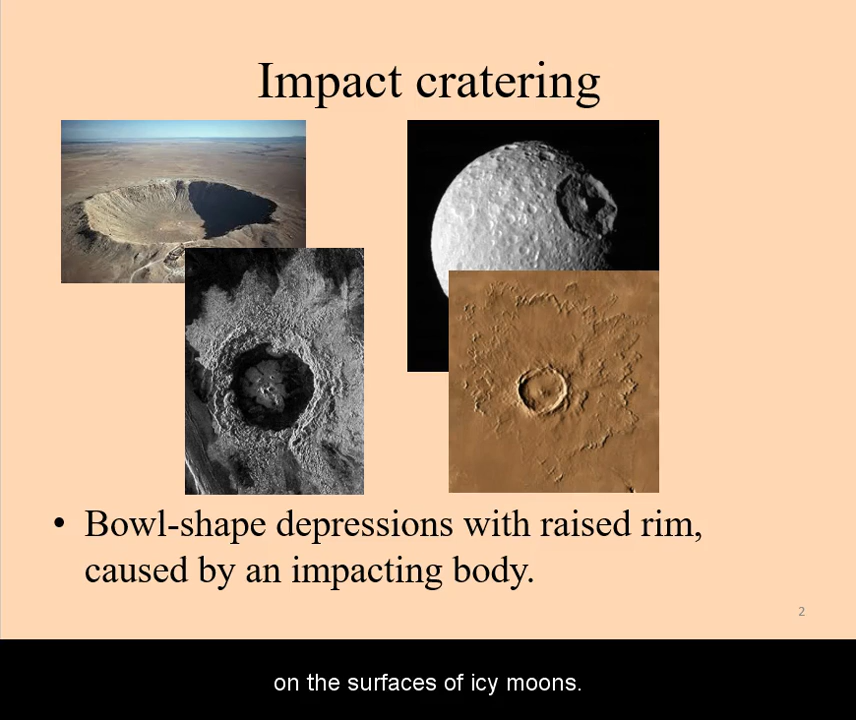 Impact cratering
• Bowl-shape depressions with raised rim,
caused by an impacting body.
2
on the surfaces of icy moons.